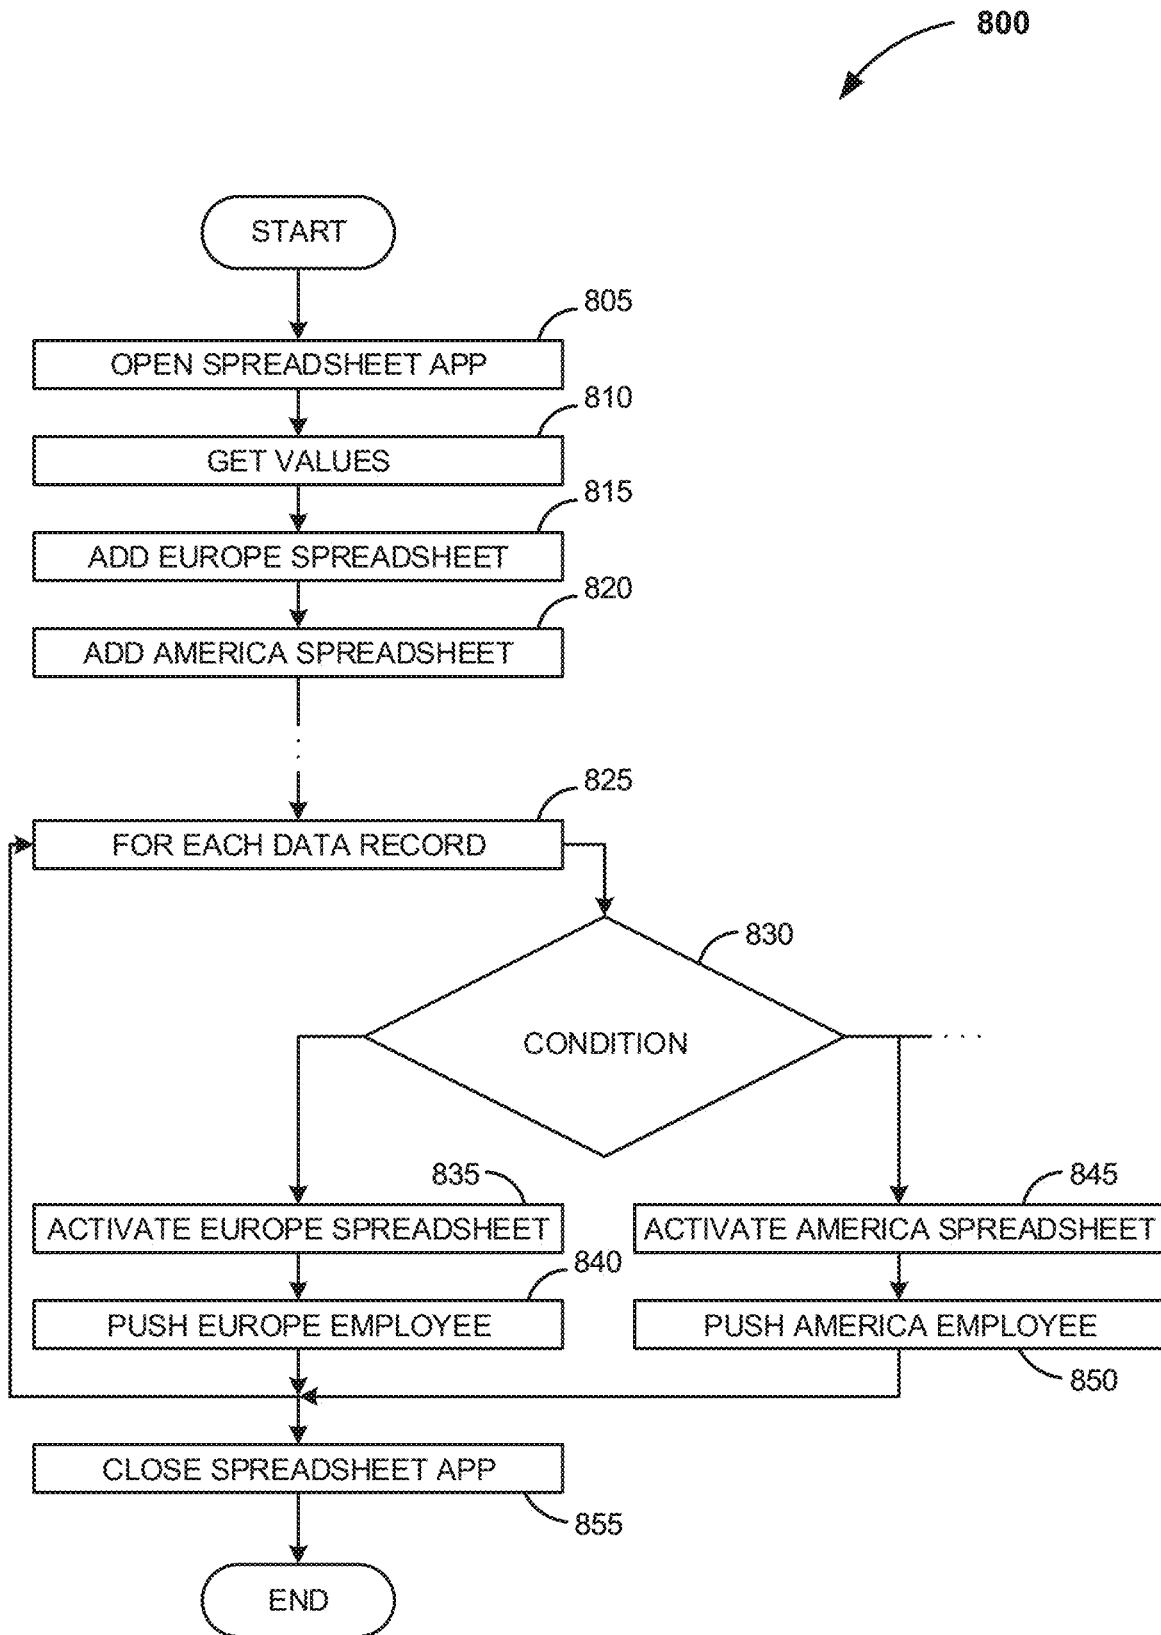 800
START
805
OPEN SPREADSHEET APP
810
GET VALUES
815
ADD EUROPE SPREADSHEET
820
ADD AMERICA SPREADSHEET
825
FOR EACH DATA RECORD
830
CONDITION
835
ACTIVATE EUROPE SPREADSHEET
845
ACTIVATE AMERICA SPREADSHEET
840
PUSH EUROPE EMPLOYEE
PUSH AMERICA EMPLOYEE
850
CLOSE SPREADSHEET APP
855
END